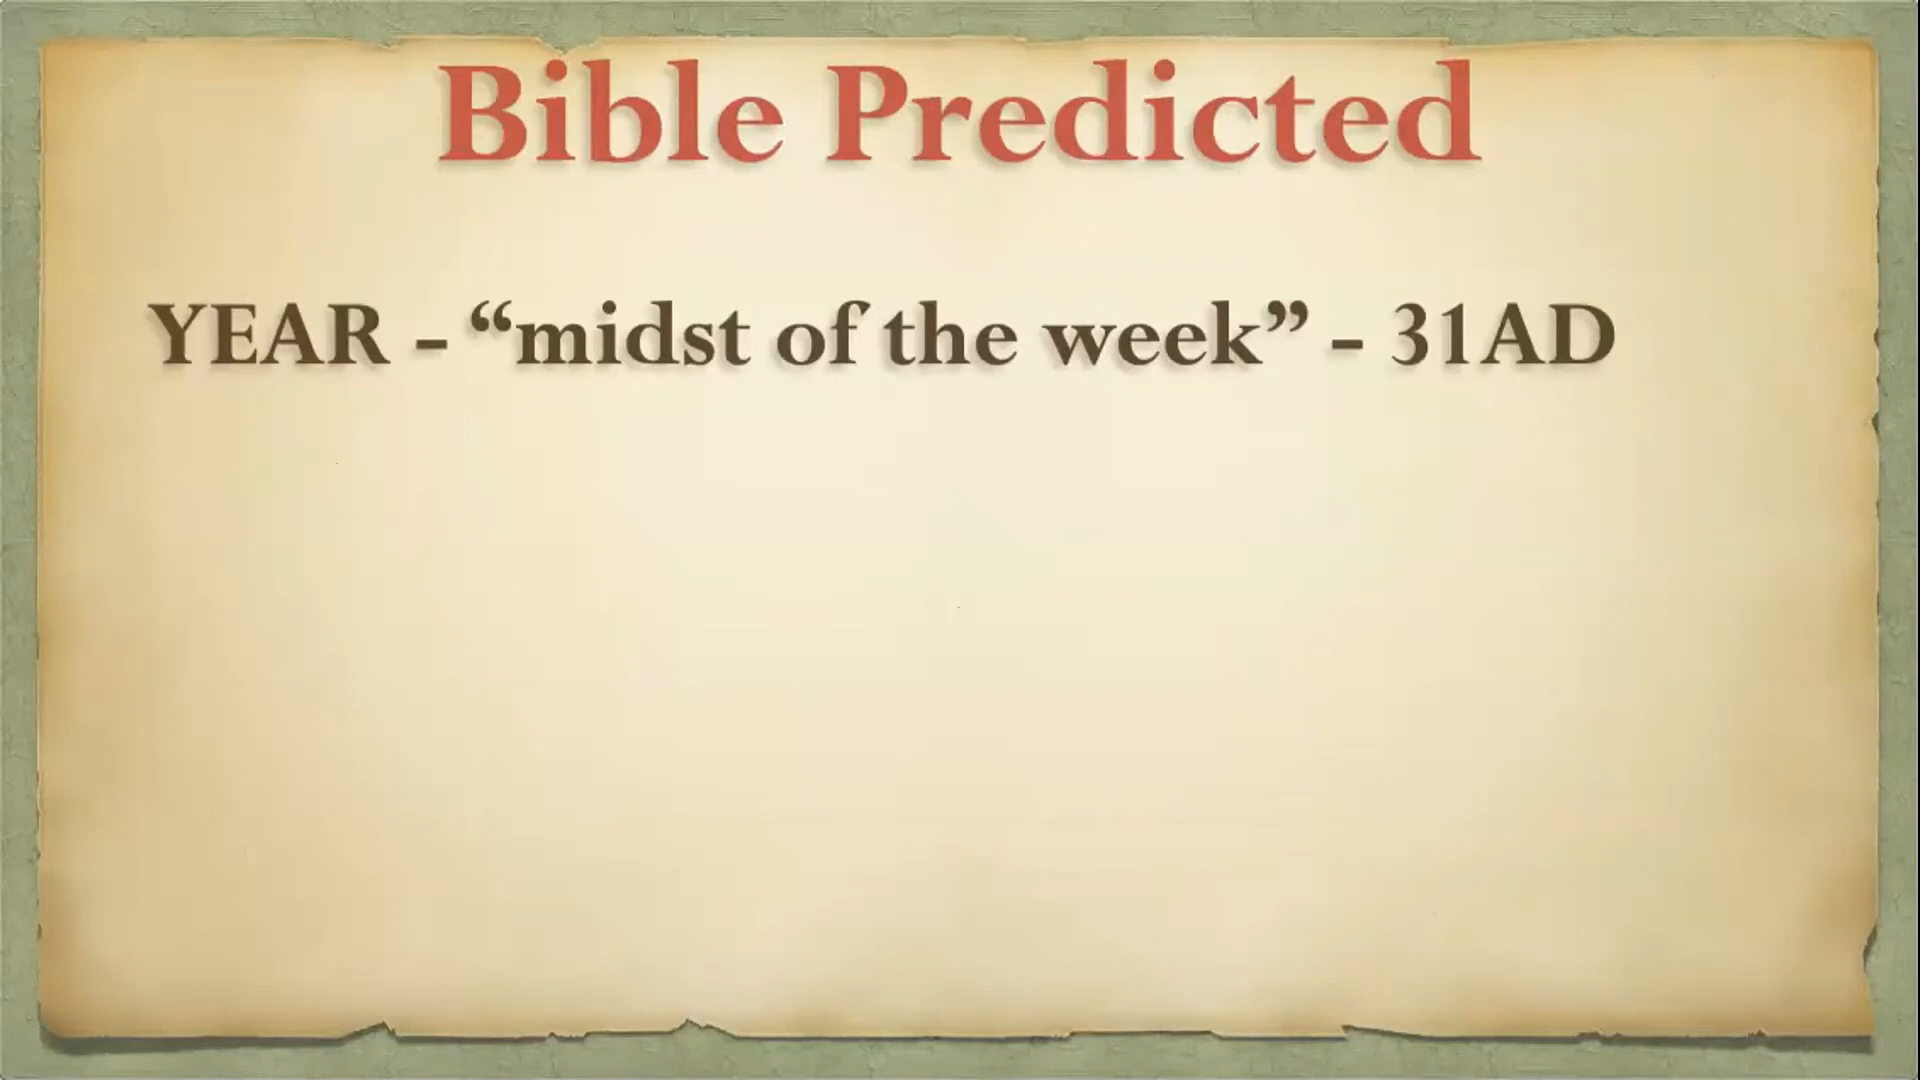 Bible Predicted
YEAR - “midst of the week” - 31AD